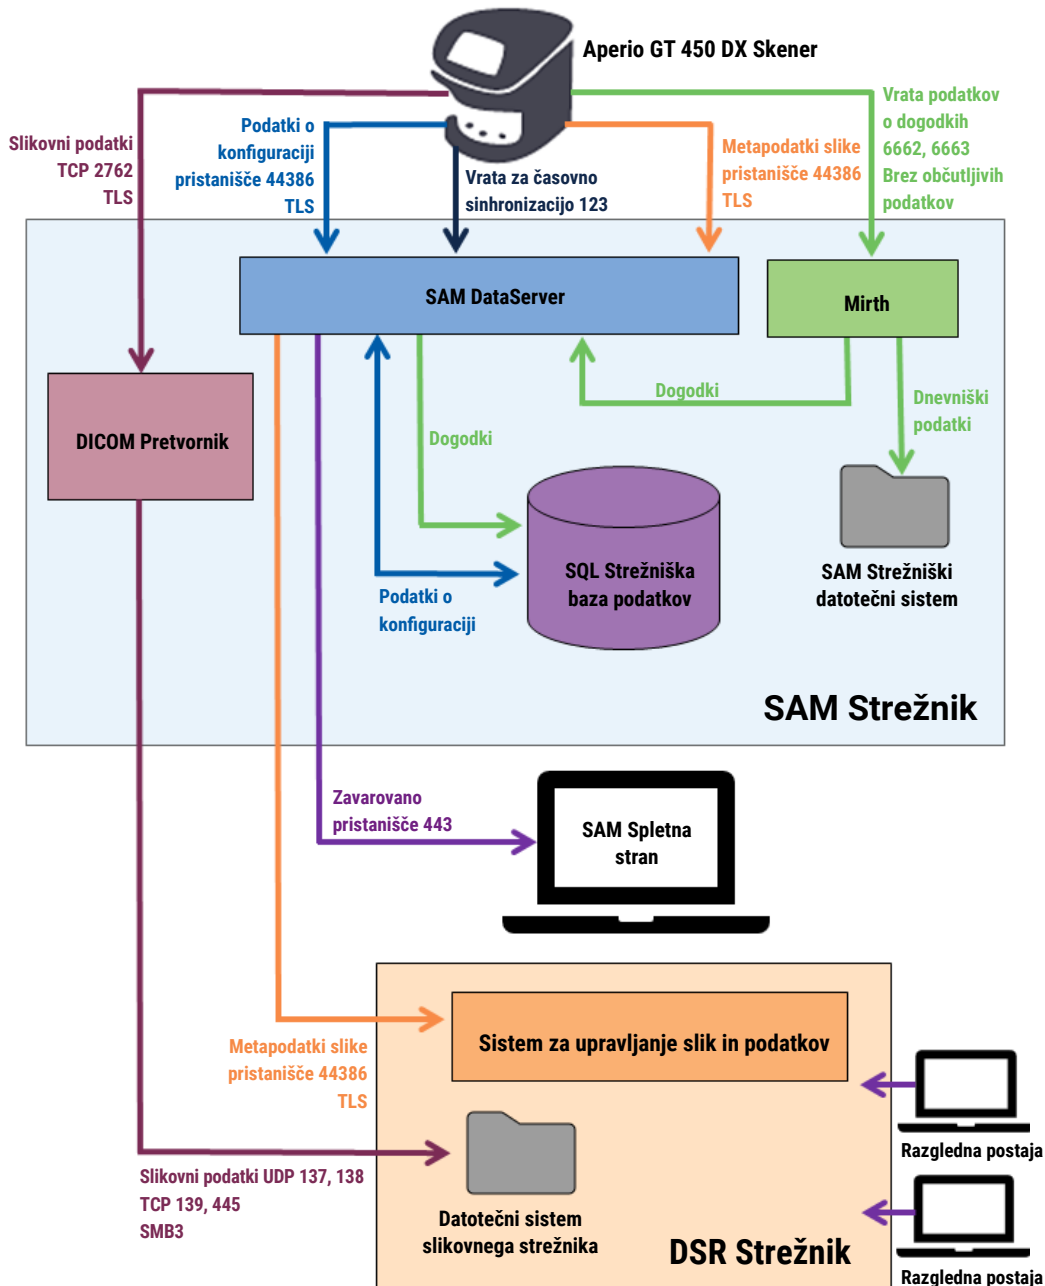 Aperio GT 450 DX Skener
Slikovni podatki
TCP 2762
TLS
Podatki o
konfiguraciji
pristanišče 44386
TLS
Vrata za časovno
sinhronizacijo 123
Metapodatki slike
pristanišče 44386
TLS
Vrata podatkov
o dogodkih
6662, 6663
Brez občutljivih
podatkov
SAM DataServer
Mirth
DICOM Pretvornik
Dogodki
Dogodki
Dnevniški
podatki
SQL Strežniška
baza podatkov
SAM Strežniški
datotečni sistem
Podatki o
konfiguraciji
SAM Strežnik
Zavarovano
pristanišče 443
SAM Spletna
stran
Sistem za upravljanje slik in podatkov
Metapodatki slike
pristanišče 44386
TLS
Razgledna postaja
Slikovni podatki UDP 137, 138
TCP 139, 445
SMB3
Datotečni sistem
slikovnega strežnika
DSR Strežnik
Razgledna postaja